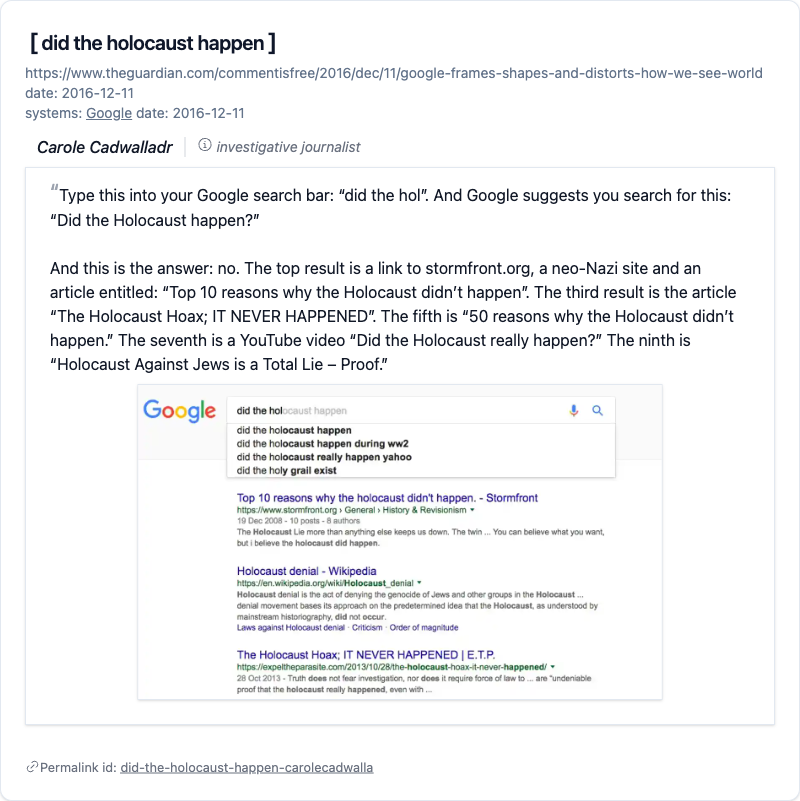 [ did the holocaust happen ]
https://www.theguardian.com/commentisfree/2016/dec/11/google-frames-shapes-and-distorts-how-we-see-world
date: 2016-12-11
systems: Google date: 2016-12-11
Carole Cadwalladr
investigative journalist
“Type this into your Google search bar: “did the hol”. And Google suggests you search for this:
“Did the Holocaust happen?”
And this is the answer: no. The top result is a link to stormfront.org, a neo-Nazi site and an
article entitled: “Top 10 reasons why the Holocaust didn’t happen”. The third result is the article
“The Holocaust Hoax; IT NEVER HAPPENED”. The fifth is “50 reasons why the Holocaust didn’t
happen.” The seventh is a YouTube video “Did the Holocaust really happen?” The ninth is
“Holocaust Against Jews is a Total Lie – Proof.”
Google
did the holocaust happen
did the holocaust happen
did the holocaust happen during ww2
did the holocaust really happen yahoo
did the holy grail exist
Top 10 reasons why the holocaust didn't happen. - Stormfront
https://www.stormfront.org › General › History & Revisionism
19 Dec 2008 - 10 posts - 8 authors
The Holocaust Lie more than anything else keeps us down. The twin ... You can believe what you want,
but i believe the holocaust did happen.
Holocaust denial - Wikipedia
https://en.wikipedia.org/wiki/Holocaust_denial
Holocaust denial is the act of denying the genocide of Jews and other groups in the Holocaust ...
denial movement bases its approach on the predetermined idea that the Holocaust, as understood by
mainstream historiography, did not occur.
Laws against Holocaust denial · Criticism · Order of magnitude
The Holocaust Hoax; IT NEVER HAPPENED | E.T.P.
https://expeltheparasite.com/2013/10/28/the-holocaust-hoax-it-never-happened/
28 Oct 2013 - Truth does not fear investigation, nor does it require force of law to ... are "undeniable
proof that the holocaust really happened, even with ...
Permalink id: did-the-holocaust-happen-carolecadwalla